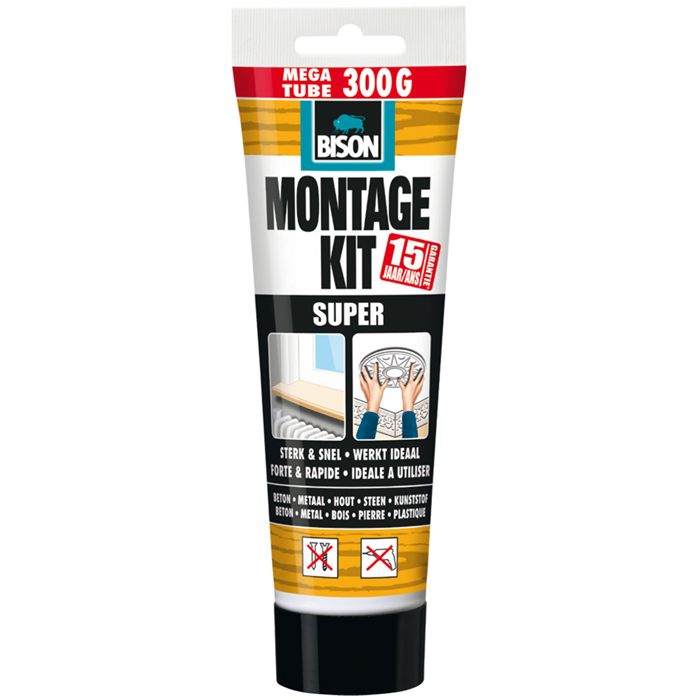 MEGA
TUBE 300G
BISON
MONTAGE
KIT
15
JAAR/ANS
GARANTIE*
SUPER
STERK & SNEL • WERKT IDEAAL
FORTE & RAPIDE • IDEALE A UTILISER
BETON • METAAL • HOUT • STEEN • KUNSTSTOF
BETON • METAL • BOIS • PIERRE • PLASTIQUE